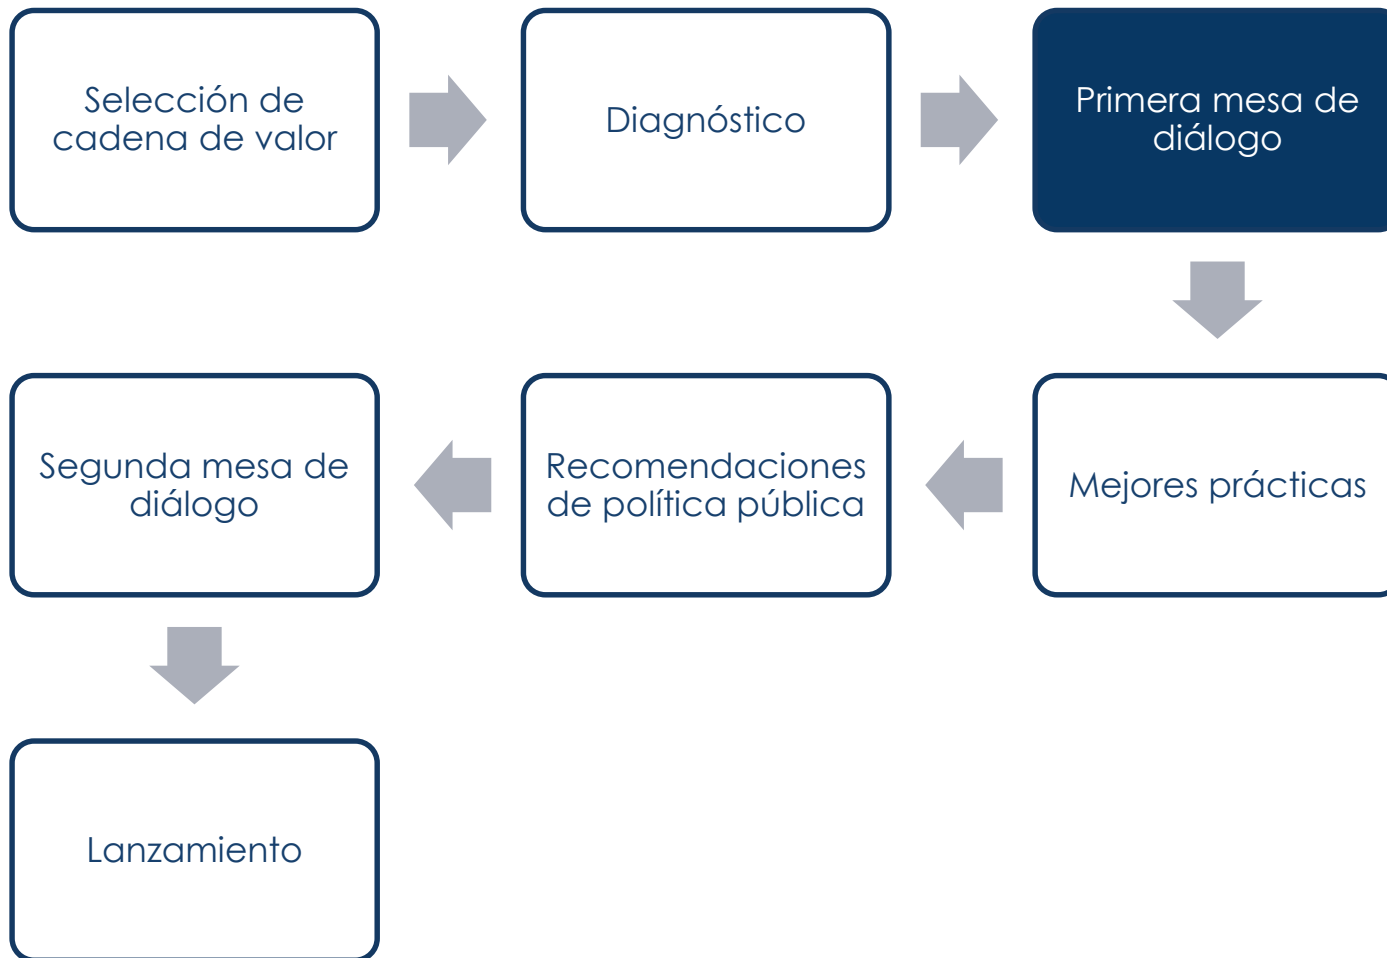 Selección de
cadena de valor
Diagnóstico
Primera mesa de
diálogo
Mejores prácticas
Recomendaciones
de política pública
Segunda mesa de
diálogo
Lanzamiento